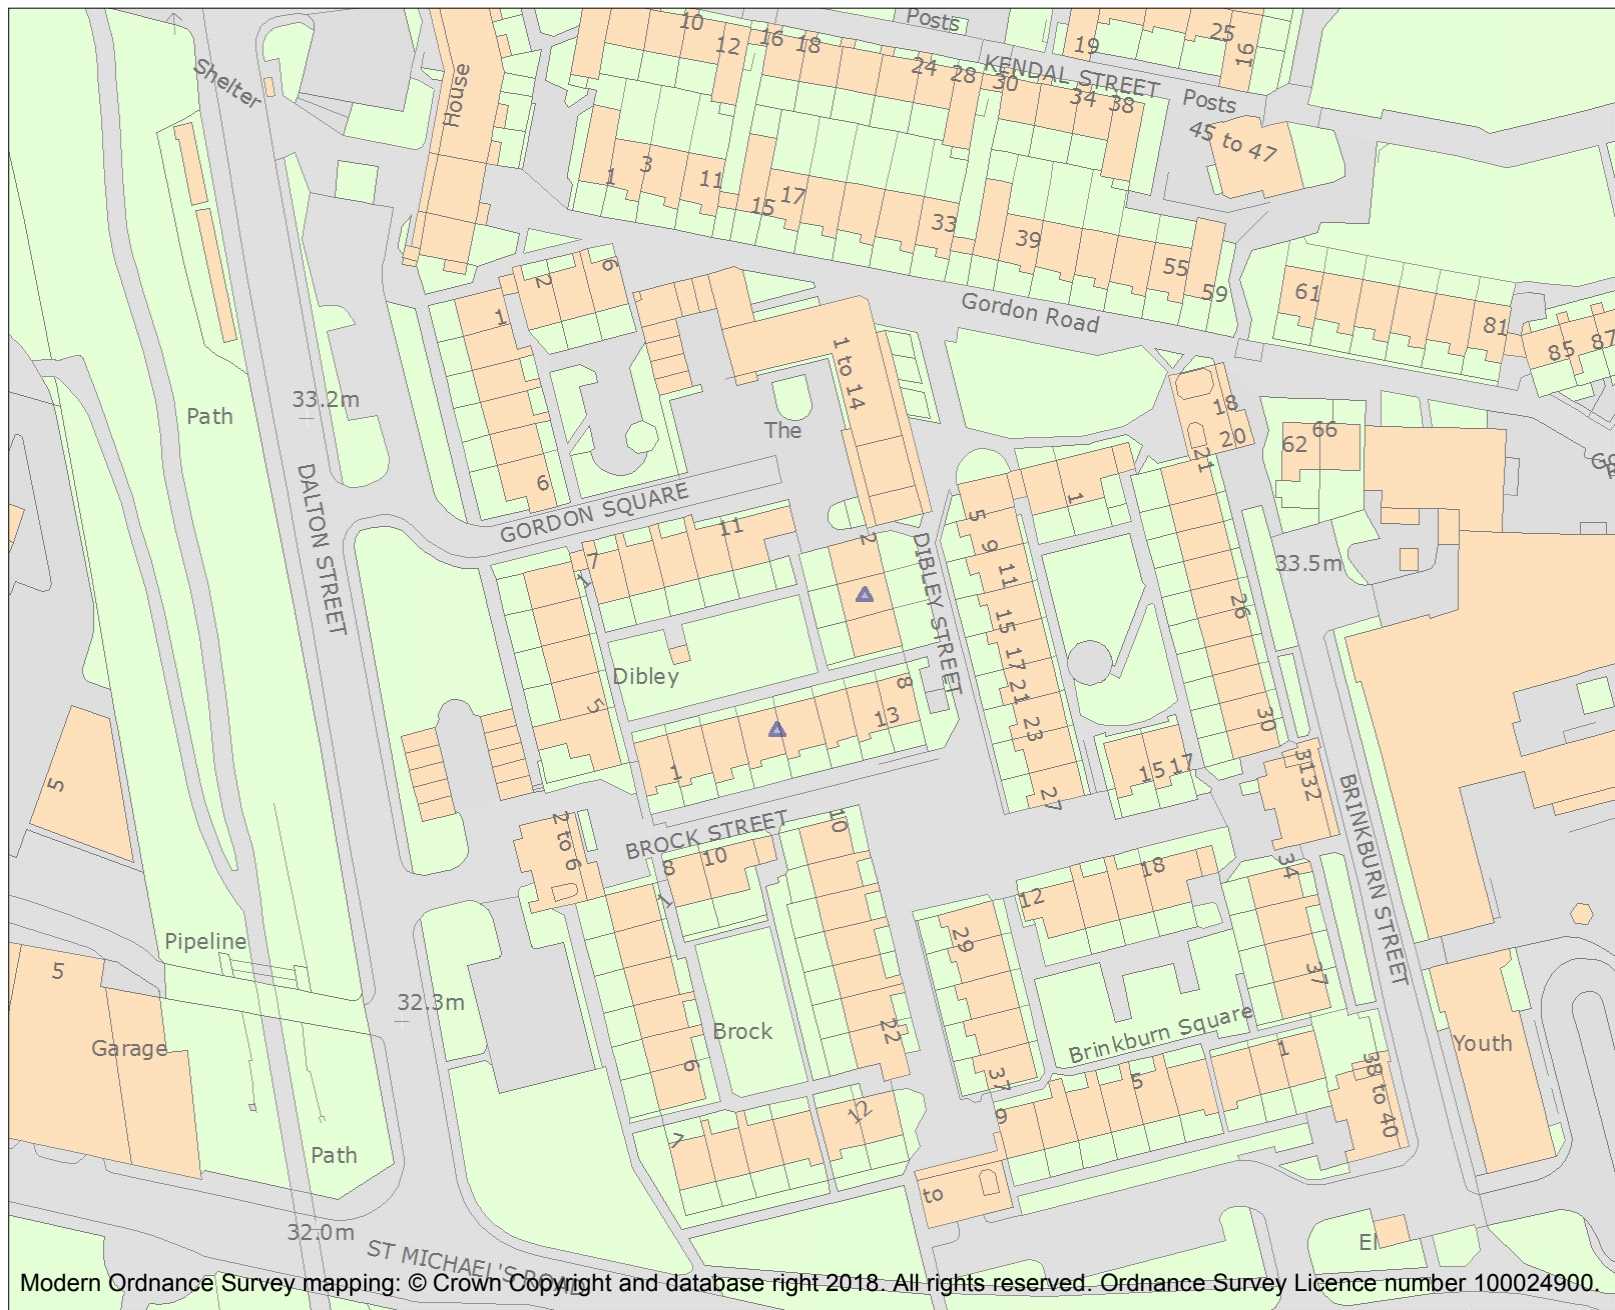 Posts
10
12
16
18
24
28
30
KENDAL STREET
34
38
19
25
16
Posts
45 to 47
Shelter
House
1
3
11
15
17
33
39
55
59
Gordon Road
61
81
85
87
2
6
1
6
33.2m
Path
1 to 14
The
18
20
21
62
66
GORDON SQUARE
DALTON STREET
7
11
1
5
Dibley
2
DIBLEY STREET
5
9
11
15
17
21
23
27
1
26
30
33.5m
8
13
1
15
17
31
32
BRINKBURN STREET
5
2 to 6
BROCK STREET
8
10
10
1
12
18
34
37
29
37
Pipeline
5
Garage
32.3m
Brock
22
6
Brinkburn Square
1
5
9
38 to 40
Youth
7
12
to
Path
32.0m
ST MICHAEL'S ROAD
El
Modern Ordnance Survey mapping: © Crown Copyright and database right 2018. All rights reserved. Ordnance Survey Licence number 100024900.